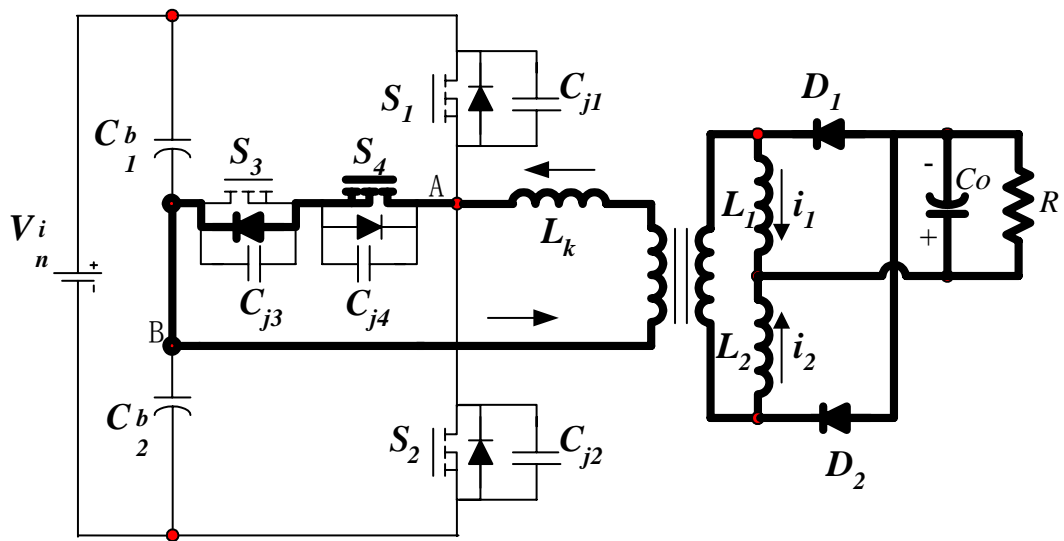 S1
Cj1
D1
Cb1
S3
S4
A
-
Co
R
L1
i1
Lk
+
Vin
+
-
Cj3
Cj4
B
L2
i2
Cb2
S2
Cj2
D2